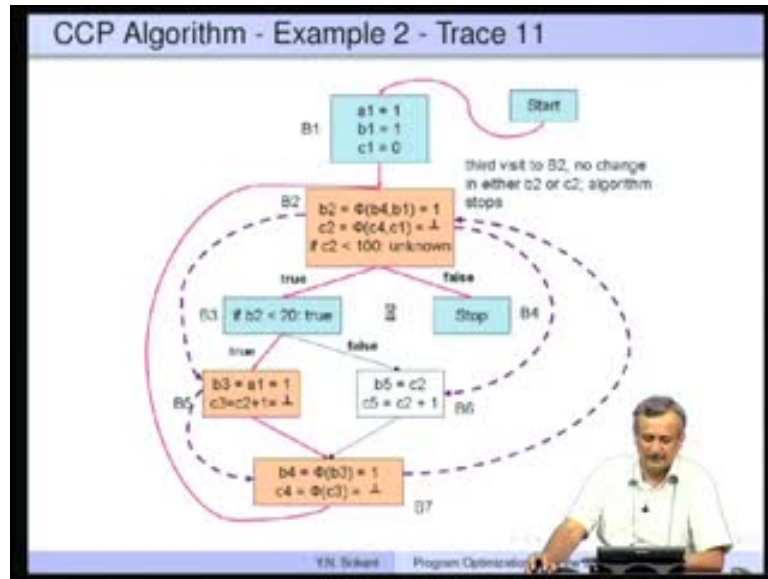 CCP Algorithm - Example 2 - Trace 11
Start
B1
a1 = 1
b1 = 1
c1 = 0
third visit to B2, no change
in either b2 or c2; algorithm
stops
B2
b2 = Φ(b4,b1) = 1
c2 = Φ(c4,c1) = ⊥
if c2 < 100: unknown
true
false
B3
if b2 < 20: true
Stop
B4
true
false
b3 = a1 = 1
c3=c2+1= ⊥
B5
b5 = c2
c5 = c2 + 1
B6
b4 = Φ(b3) = 1
c4 = Φ(c3) = ⊥
B7
Y.N. Srikant
Program Optimization